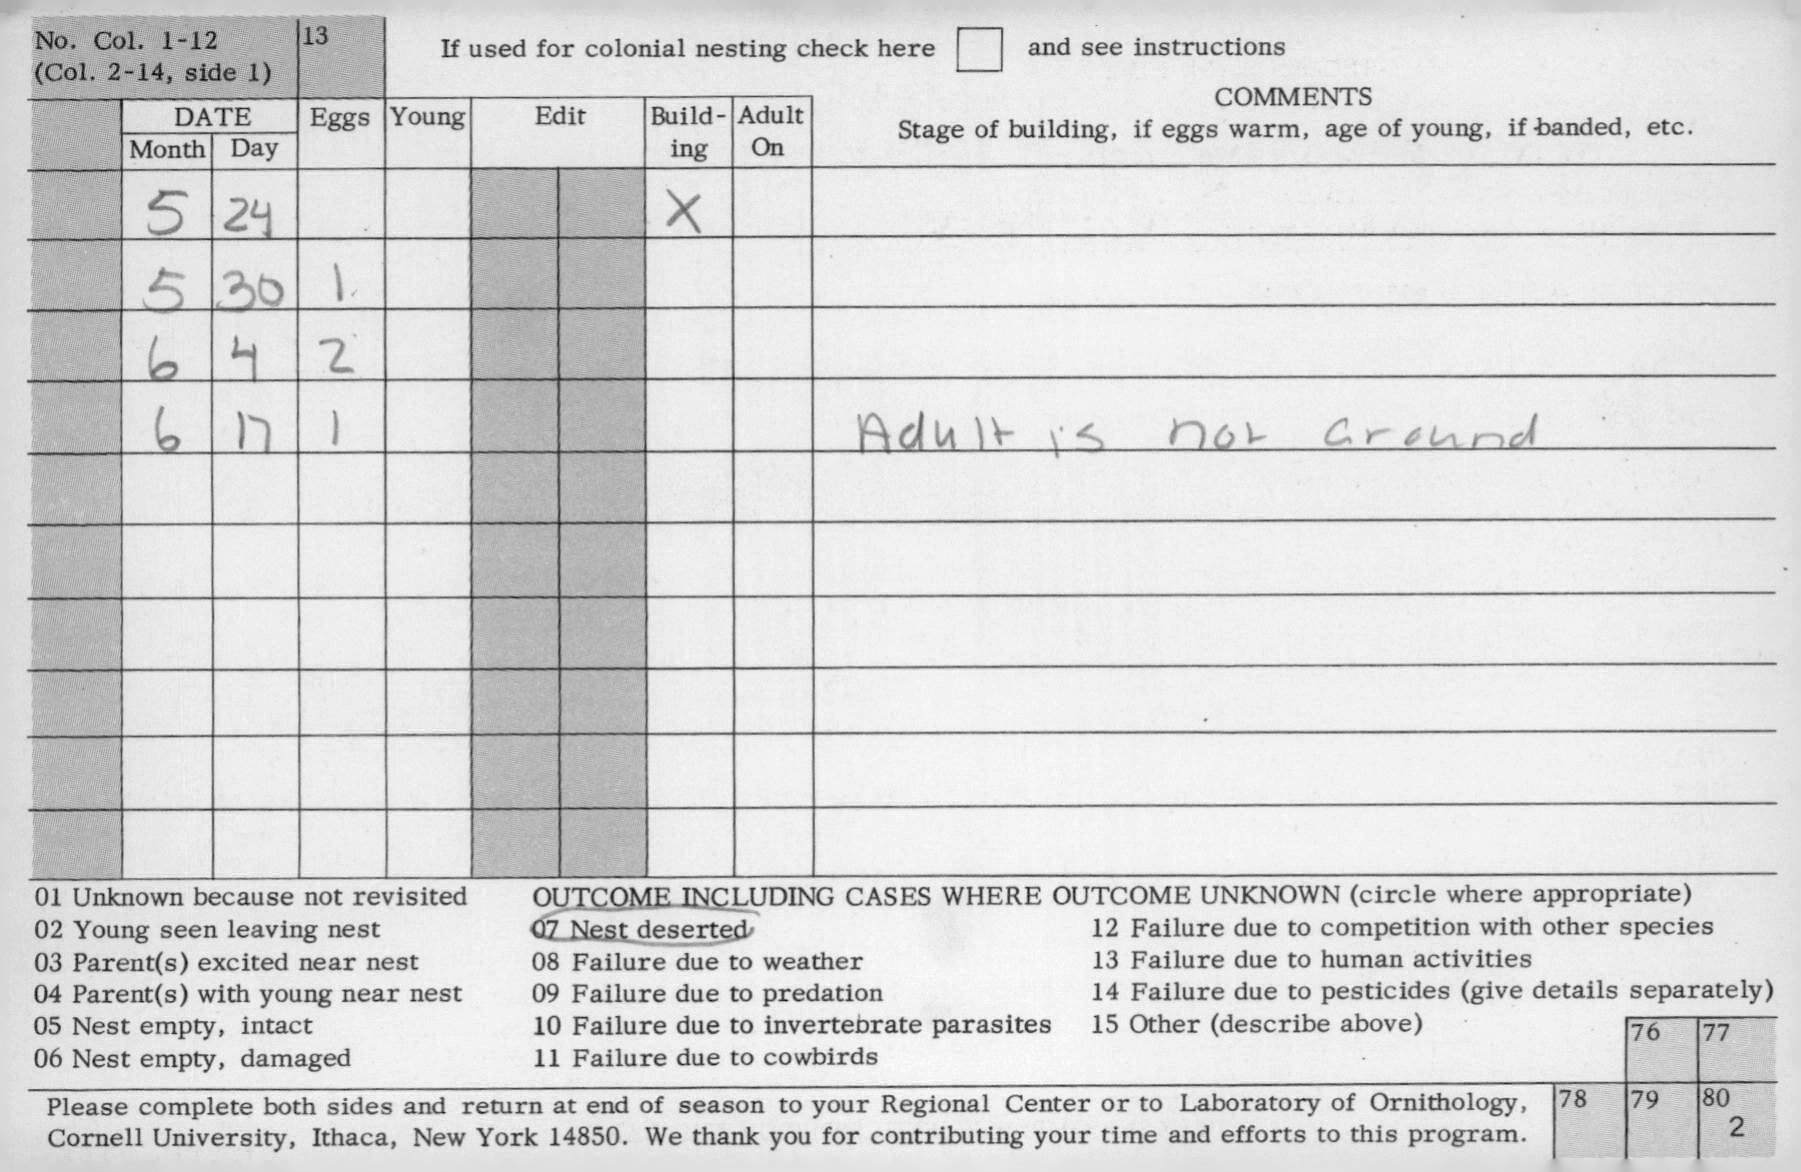 No. Col. 1-12
(Col. 2-14, side 1)
13
If used for colonial nesting check here and see instructions
DATE
Month Day
Eggs Young Edit Build-ing Adult On
COMMENTS
Stage of building, if eggs warm, age of young, if banded, etc.
5 24 X
5 30 1
6 4 2
6 17 1 Adult is not around
OUTCOME INCLUDING CASES WHERE OUTCOME UNKNOWN (circle where appropriate)
01 Unknown because not revisited
02 Young seen leaving nest
03 Parent(s) excited near nest
04 Parent(s) with young near nest
05 Nest empty, intact
06 Nest empty, damaged
07 Nest deserted
08 Failure due to weather
09 Failure due to predation
10 Failure due to invertebrate parasites
11 Failure due to cowbirds
12 Failure due to competition with other species
13 Failure due to human activities
14 Failure due to pesticides (give details separately)
15 Other (describe above)
76 77
Please complete both sides and return at end of season to your Regional Center or to Laboratory of Ornithology,
Cornell University, Ithaca, New York 14850. We thank you for contributing your time and efforts to this program.
78 79 80
2